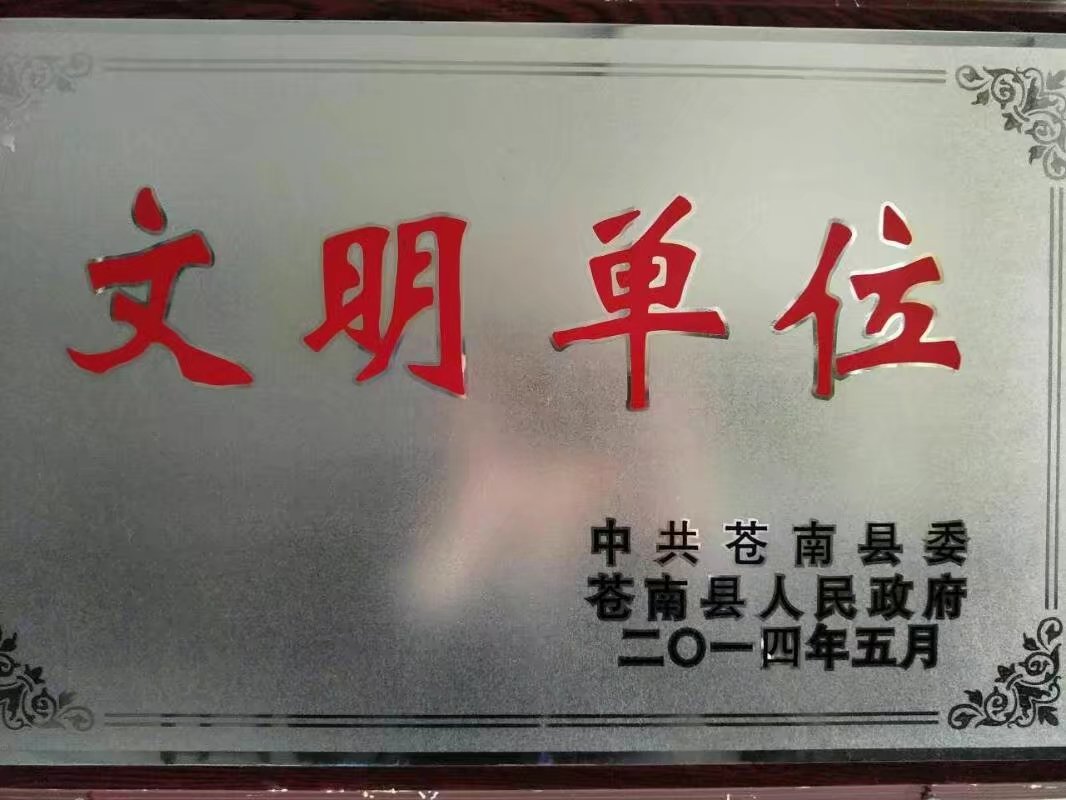 文明单位
中共苍南县委
苍南县人民政府
二〇一四年五月